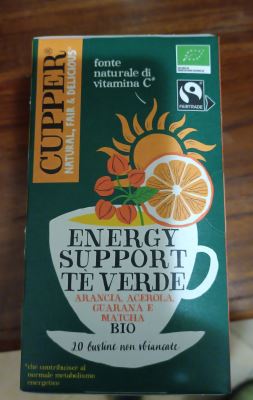 CUPPER®
NATURAL, FAIR & DELICIOUS
fonte
naturale di
vitamina C*
FAIRTRADE
ENERGY
SUPPORT
TÈ VERDE
ARANCIA, ACEROLA,
GUARANÀ E
MATCHA
BIO
20 bustine non sbiancate
*che contribuisce al
normale metabolismo
energetico